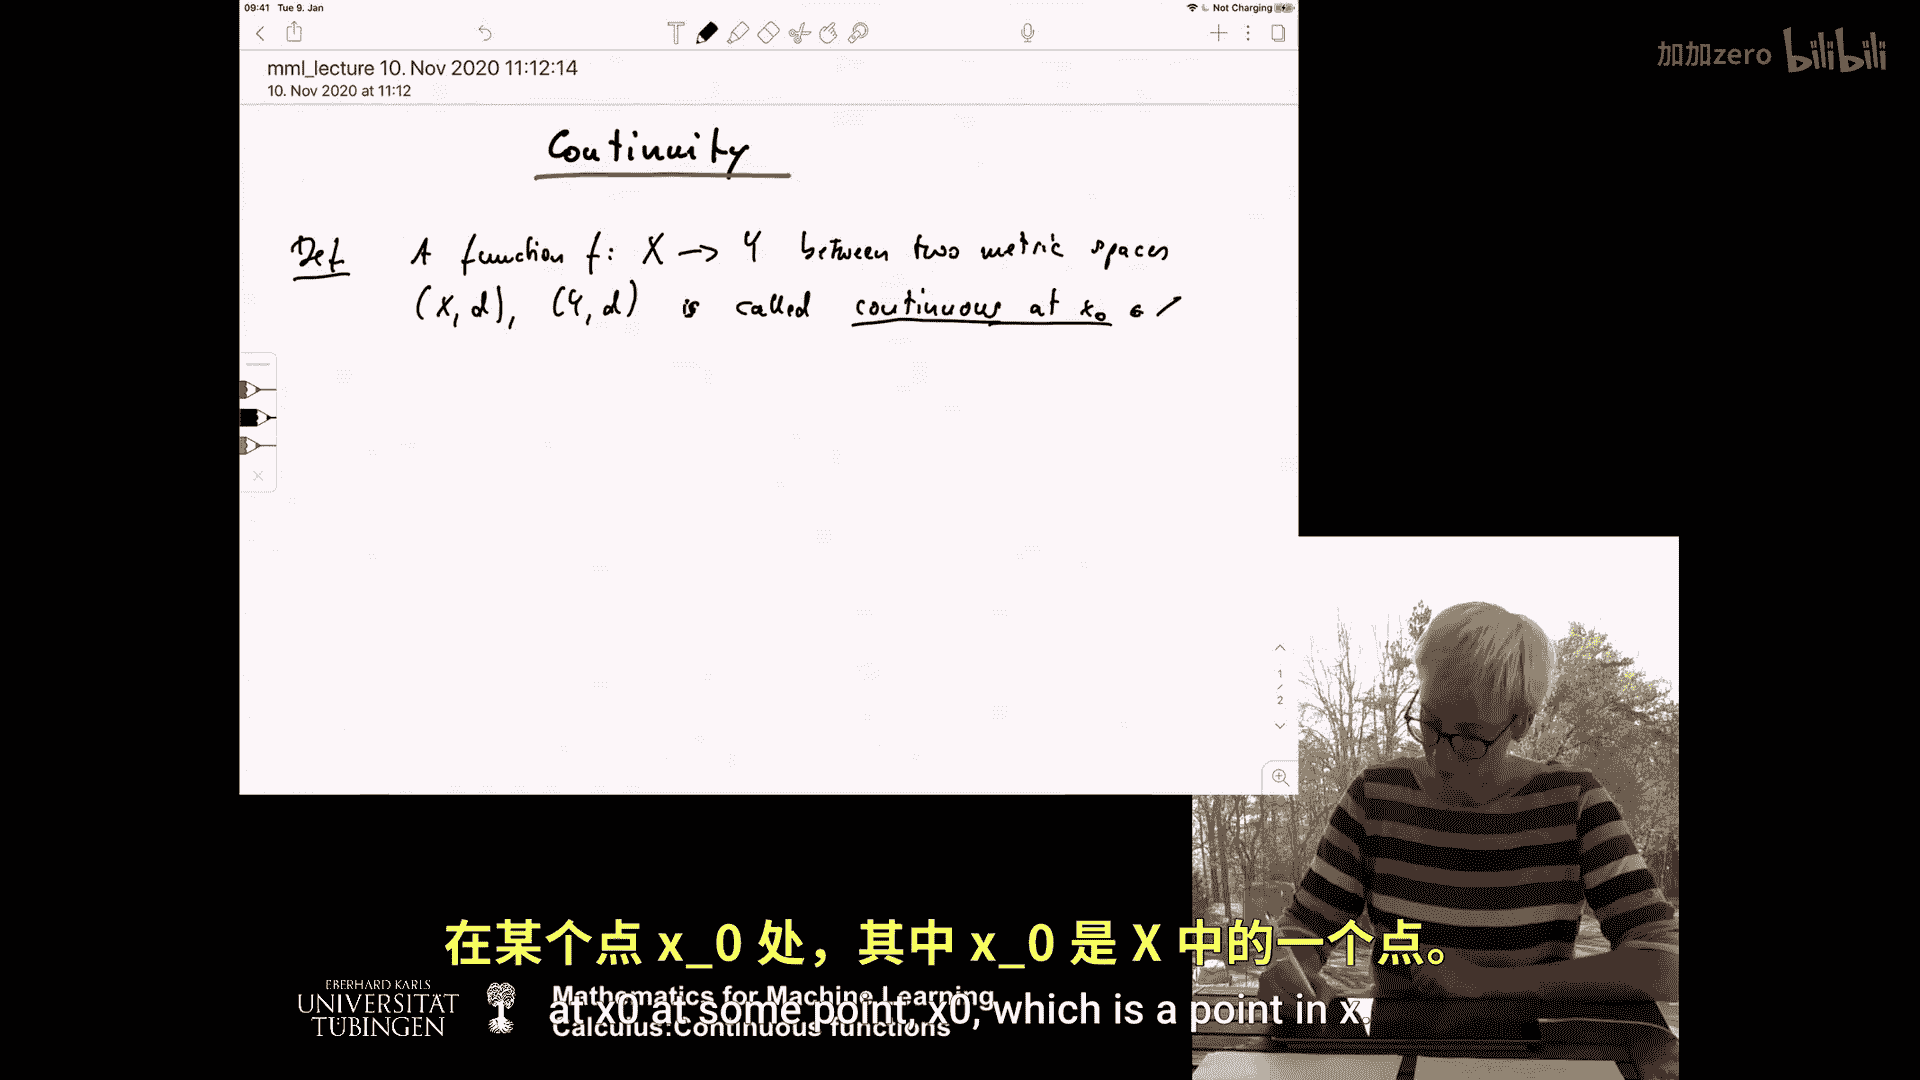 09:41 Tue 9. Jan
Not Charging
mml_lecture 10. Nov 2020 11:12:14
10. Nov 2020 at 11:12
加加zero bilibili
Continuity
Def A function f: X → Y between two metric spaces
(X, d), (Y, d) is called continuous at x₀ ∈
1
/
2
在某个点 x_0 处，其中 x_0 是 X 中的一个点。
EBERHARD KARLS
UNIVERSITÄT
TÜBINGEN
Mathematics for Machine Learning
at x0 at some point, x0, which is a point in x.
Calculus:Continuous functions